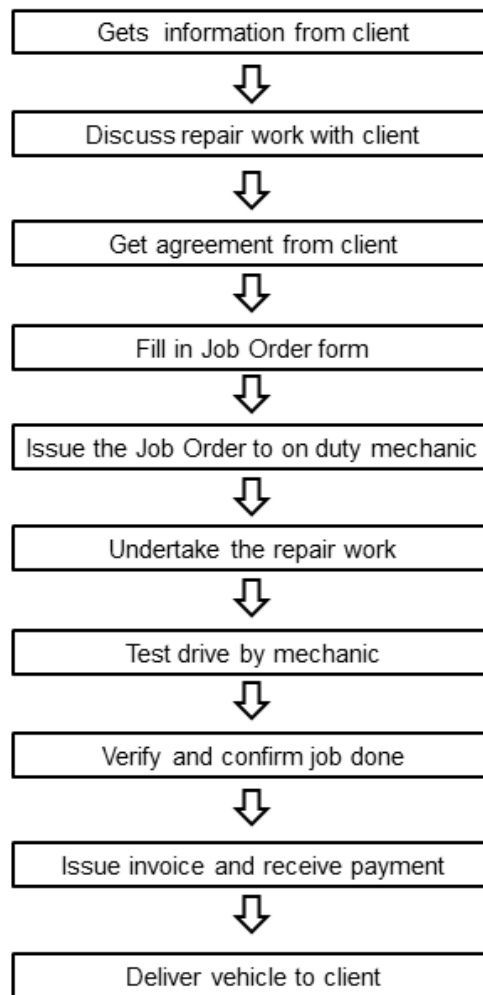 Gets information from client
Discuss repair work with client
Get agreement from client
Fill in Job Order form
Issue the Job Order to on duty mechanic
Undertake the repair work
Test drive by mechanic
Verify and confirm job done
Issue invoice and receive payment
Deliver vehicle to client